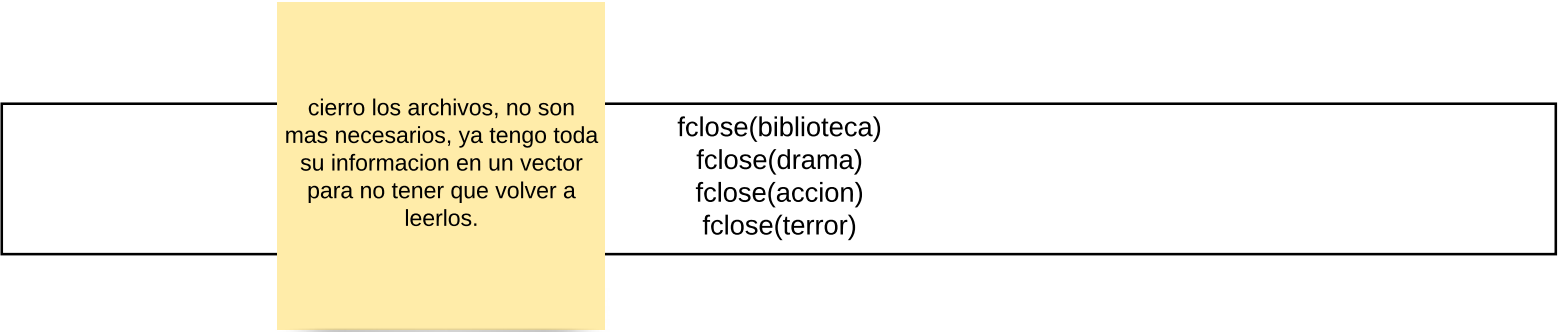 cierro los archivos, no son
mas necesarios, ya tengo toda
su informacion en un vector
para no tener que volver a
leerlos.
fclose(biblioteca)
fclose(drama)
fclose(accion)
fclose(terror)